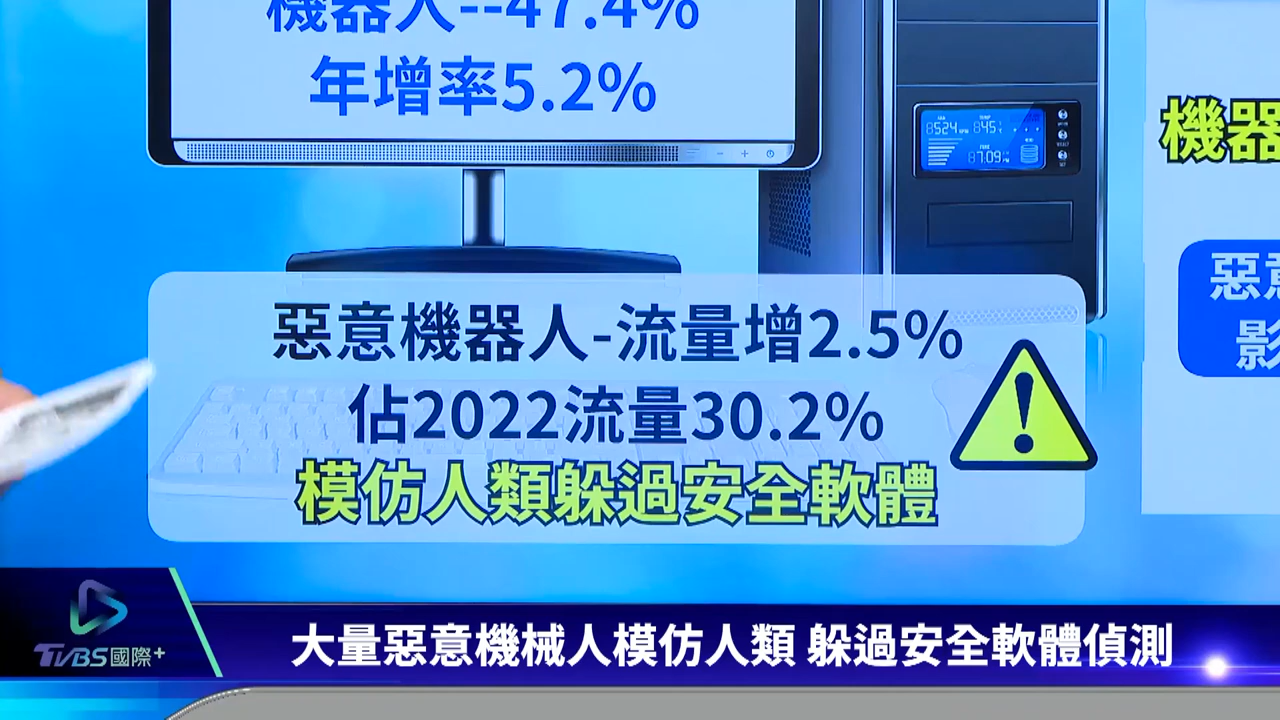 機器人--47.4%
年增率5.2%
機器
惡意機器人-流量增2.5%
佔2022流量30.2%
模仿人類躲過安全軟體
惡意
影
大量惡意機械人模仿人類 躲過安全軟體偵測
TVBS國際+